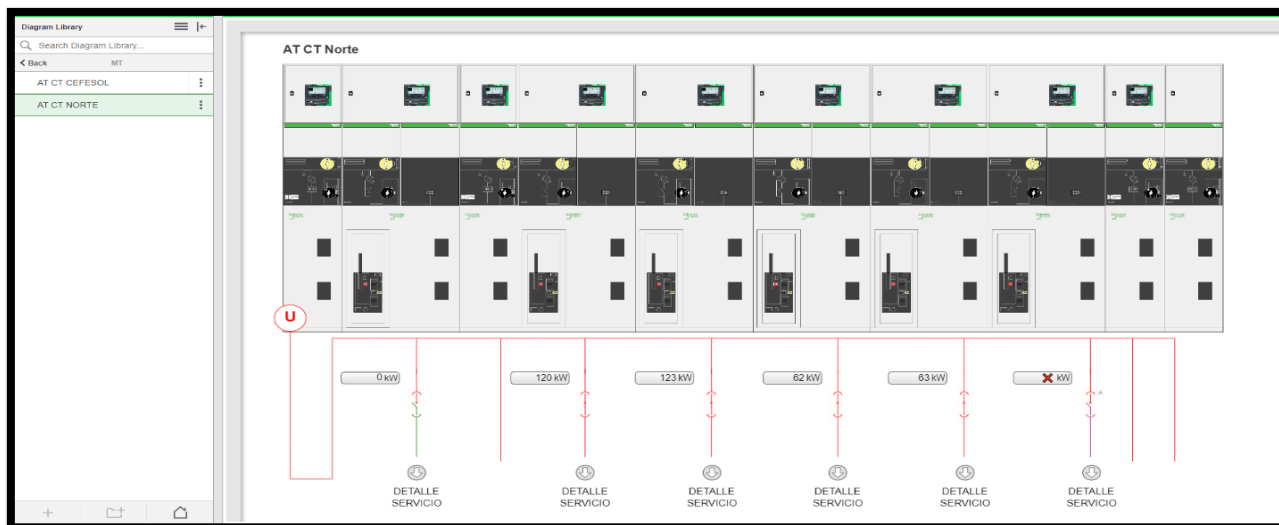 Diagram Library
Search Diagram Library...
Back
MT
AT CT CEFESOL
AT CT NORTE
AT CT Norte
U
0 kW
120 kW
123 kW
62 kW
63 kW
kW
DETALLE
SERVICIO
DETALLE
SERVICIO
DETALLE
SERVICIO
DETALLE
SERVICIO
DETALLE
SERVICIO
DETALLE
SERVICIO